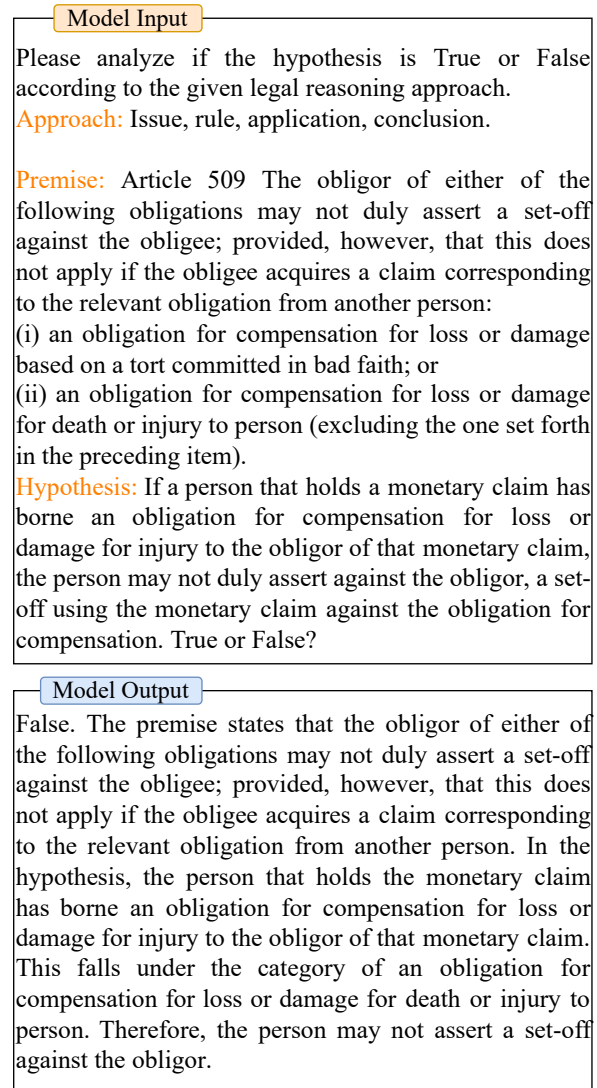 Model Input
Please analyze if the hypothesis is True or False
according to the given legal reasoning approach.
Approach: Issue, rule, application, conclusion.
Premise: Article 509 The obligor of either of the
following obligations may not duly assert a set-off
against the obligee; provided, however, that this does
not apply if the obligee acquires a claim corresponding
to the relevant obligation from another person:
(i) an obligation for compensation for loss or damage
based on a tort committed in bad faith; or
(ii) an obligation for compensation for loss or damage
for death or injury to person (excluding the one set forth
in the preceding item).
Hypothesis: If a person that holds a monetary claim has
borne an obligation for compensation for loss or
damage for injury to the obligor of that monetary claim,
the person may not duly assert against the obligor, a set-
off using the monetary claim against the obligation for
compensation. True or False?
Model Output
False. The premise states that the obligor of either of
the following obligations may not duly assert a set-off
against the obligee; provided, however, that this does
not apply if the obligee acquires a claim corresponding
to the relevant obligation from another person. In the
hypothesis, the person that holds the monetary claim
has borne an obligation for compensation for loss or
damage for injury to the obligor of that monetary claim.
This falls under the category of an obligation for
compensation for loss or damage for death or injury to
person. Therefore, the person may not assert a set-off
against the obligor.